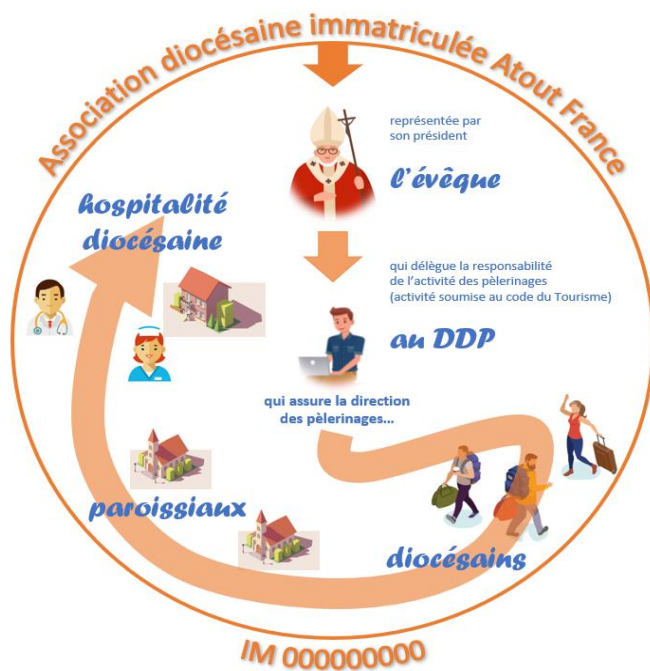 Association diocésaine immatriculée Atout France
représentée par
son président
l'évêque
hospitalité
diocésaine
qui délègue la responsabilité
de l'activité des pèlerinages
(activité soumise au code du Tourisme)
au DDP
qui assure la direction
des pèlerinages...
paroissiaux
diocésains
IM 000000000